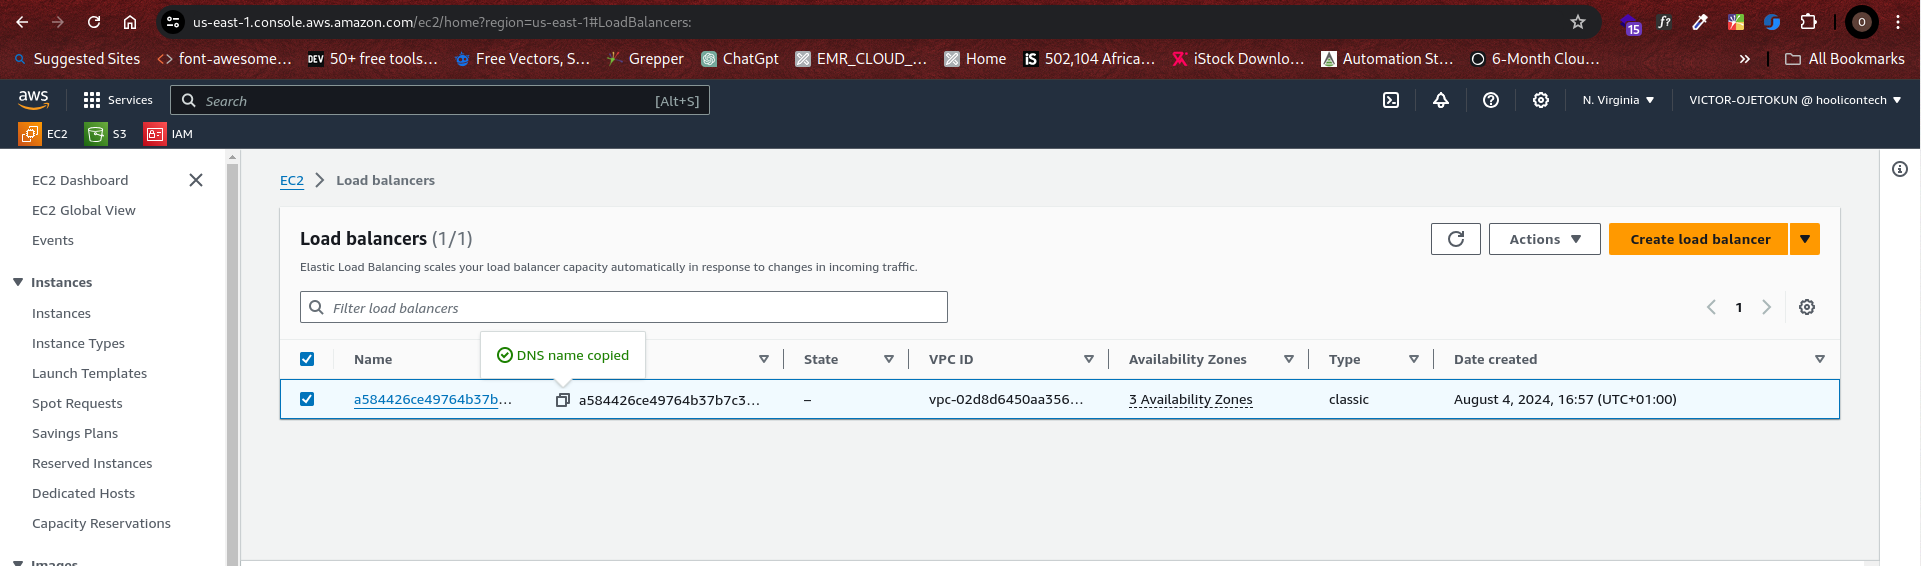 us-east-1.console.aws.amazon.com/ec2/home?region=us-east-1#LoadBalancers:
15
f?
O
Suggested Sites
font-awesome...
DEV
50+ free tools...
Free Vectors, S...
Grepper
ChatGpt
EMR_CLOUD_...
Home
iS
502,104 Africa...
iStock Downlo...
Automation St...
6-Month Clou...
All Bookmarks
aws
Services
Search
[Alt+S]
N. Virginia
VICTOR-OJETOKUN @ hoolicontech
EC2
S3
IAM
EC2 Dashboard
EC2 Global View
Events
Instances
Instances
Instance Types
Launch Templates
Spot Requests
Savings Plans
Reserved Instances
Dedicated Hosts
Capacity Reservations
Images
EC2
Load balancers
Load balancers (1/1)
Elastic Load Balancing scales your load balancer capacity automatically in response to changes in incoming traffic.
Actions
Create load balancer
Filter load balancers
1
DNS name copied
Name
State
VPC ID
Availability Zones
Type
Date created
a584426ce49764b37b...
a584426ce49764b37b7c3...
–
vpc-02d8d6450aa356...
3 Availability Zones
classic
August 4, 2024, 16:57 (UTC+01:00)